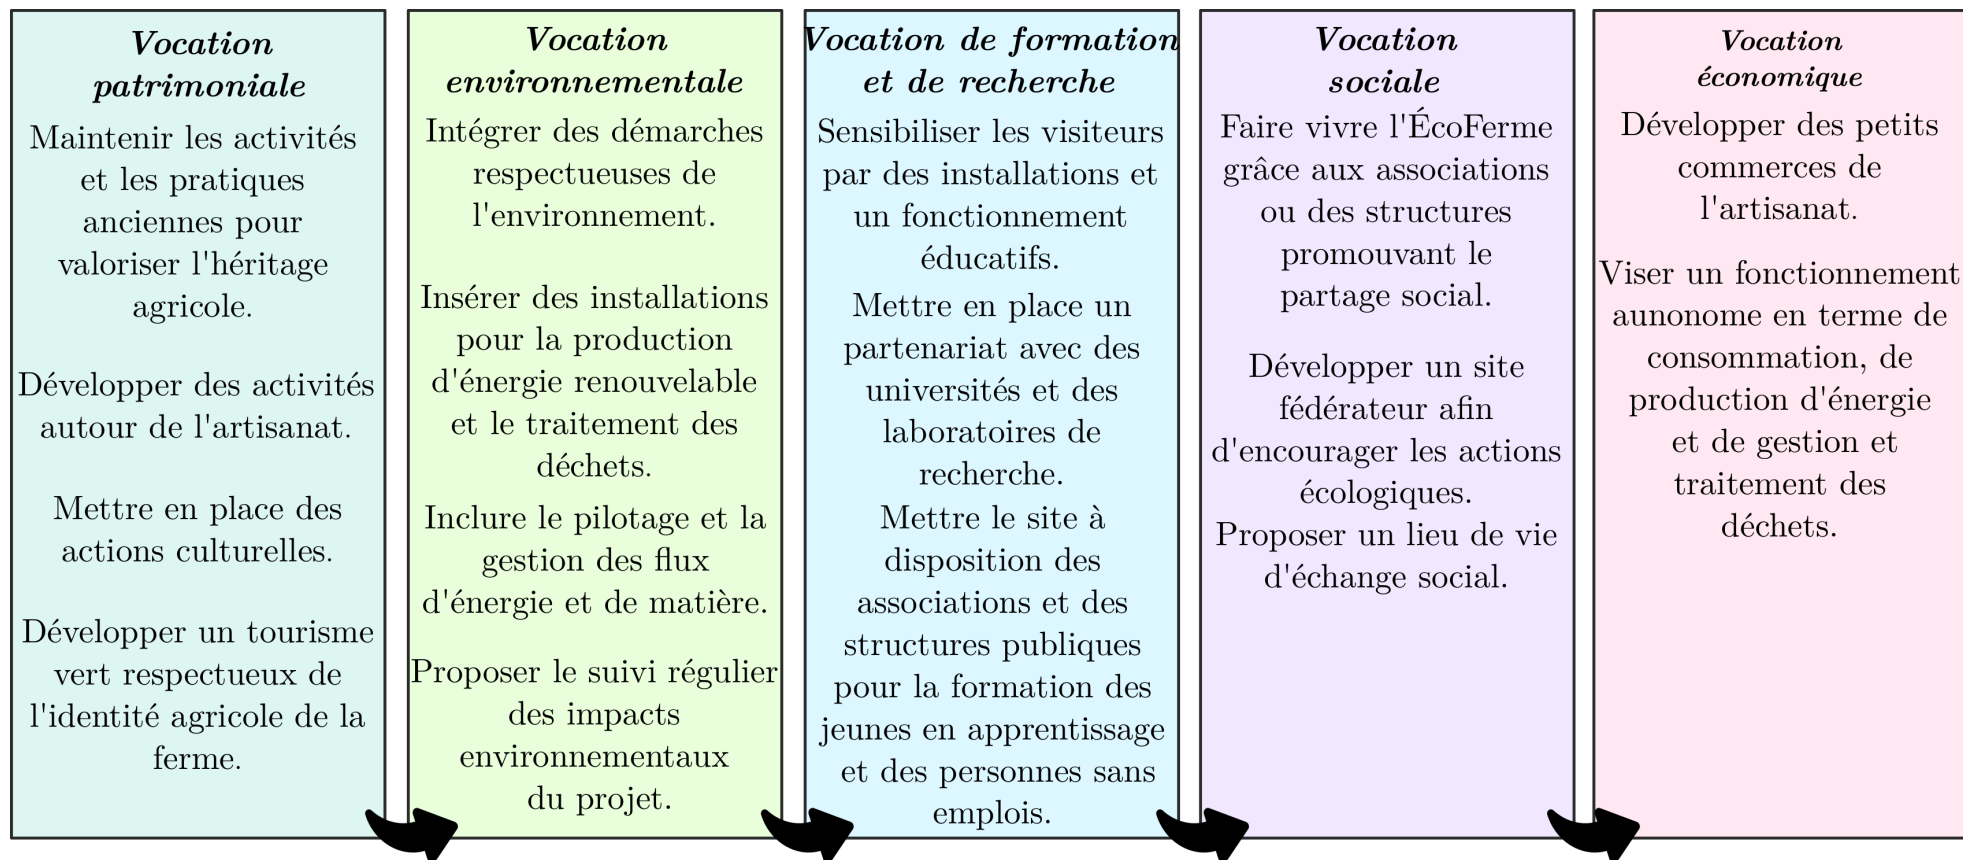 Vocation
patrimoniale
Maintenir les activités
et les pratiques
anciennes pour
valoriser l'héritage
agricole.
Développer des activités
autour de l'artisanat.
Mettre en place des
actions culturelles.
Développer un tourisme
vert respectueux de
l'identité agricole de la
ferme.
Vocation
environnementale
Intégrer des démarches
respectueuses de
l'environnement.
Insérer des installations
pour la production
d'énergie renouvelable
et le traitement des
déchets.
Inclure le pilotage et la
gestion des flux
d'énergie et de matière.
Proposer le suivi régulier
des impacts
environnementaux
du projet.
Vocation de formation
et de recherche
Sensibiliser les visiteurs
par des installations et
un fonctionnement
éducatifs.
Mettre en place un
partenariat avec des
universités et des
laboratoires de
recherche.
Mettre le site à
disposition des
associations et des
structures publiques
pour la formation des
jeunes en apprentissage
et des personnes sans
emplois.
Vocation
sociale
Faire vivre l'ÉcoFerme
grâce aux associations
ou des structures
promouvant le
partage social.
Développer un site
fédérateur afin
d'encourager les actions
écologiques.
Proposer un lieu de vie
d'échange social.
Vocation
économique
Développer des petits
commerces de
l'artisanat.
Viser un fonctionnement
aunonome en terme de
consommation, de
production d'énergie
et de gestion et
traitement des
déchets.